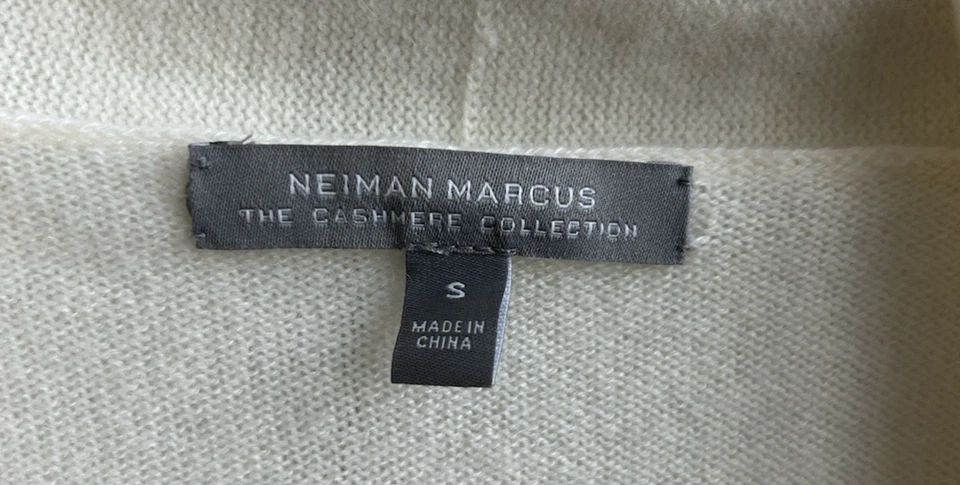 NEIMAN MARCUS
THE CASHMERE COLLECTION
S
MADE IN
CHINA